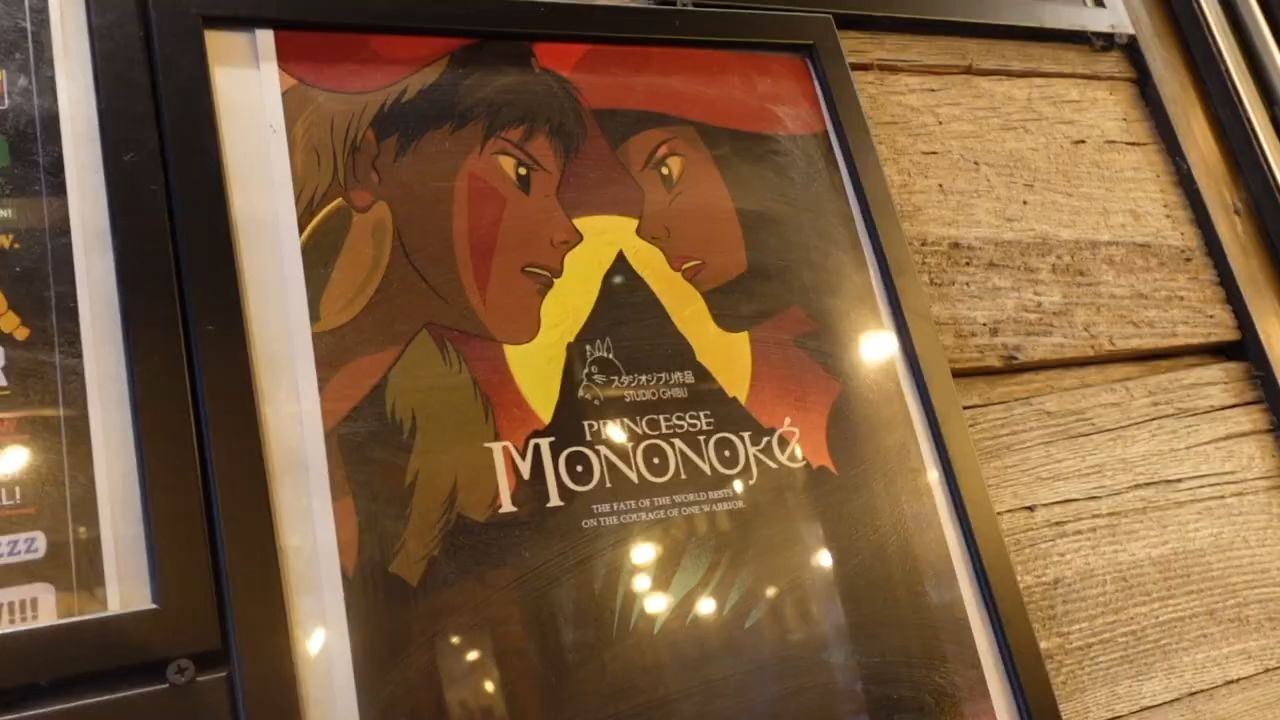 スタジオジブリ作品
STUDIO GHIBLI
PRINCESSE
MONONOKÉ
THE FATE OF THE WORLD RESTS
ON THE COURAGE OF ONE WARRIOR.